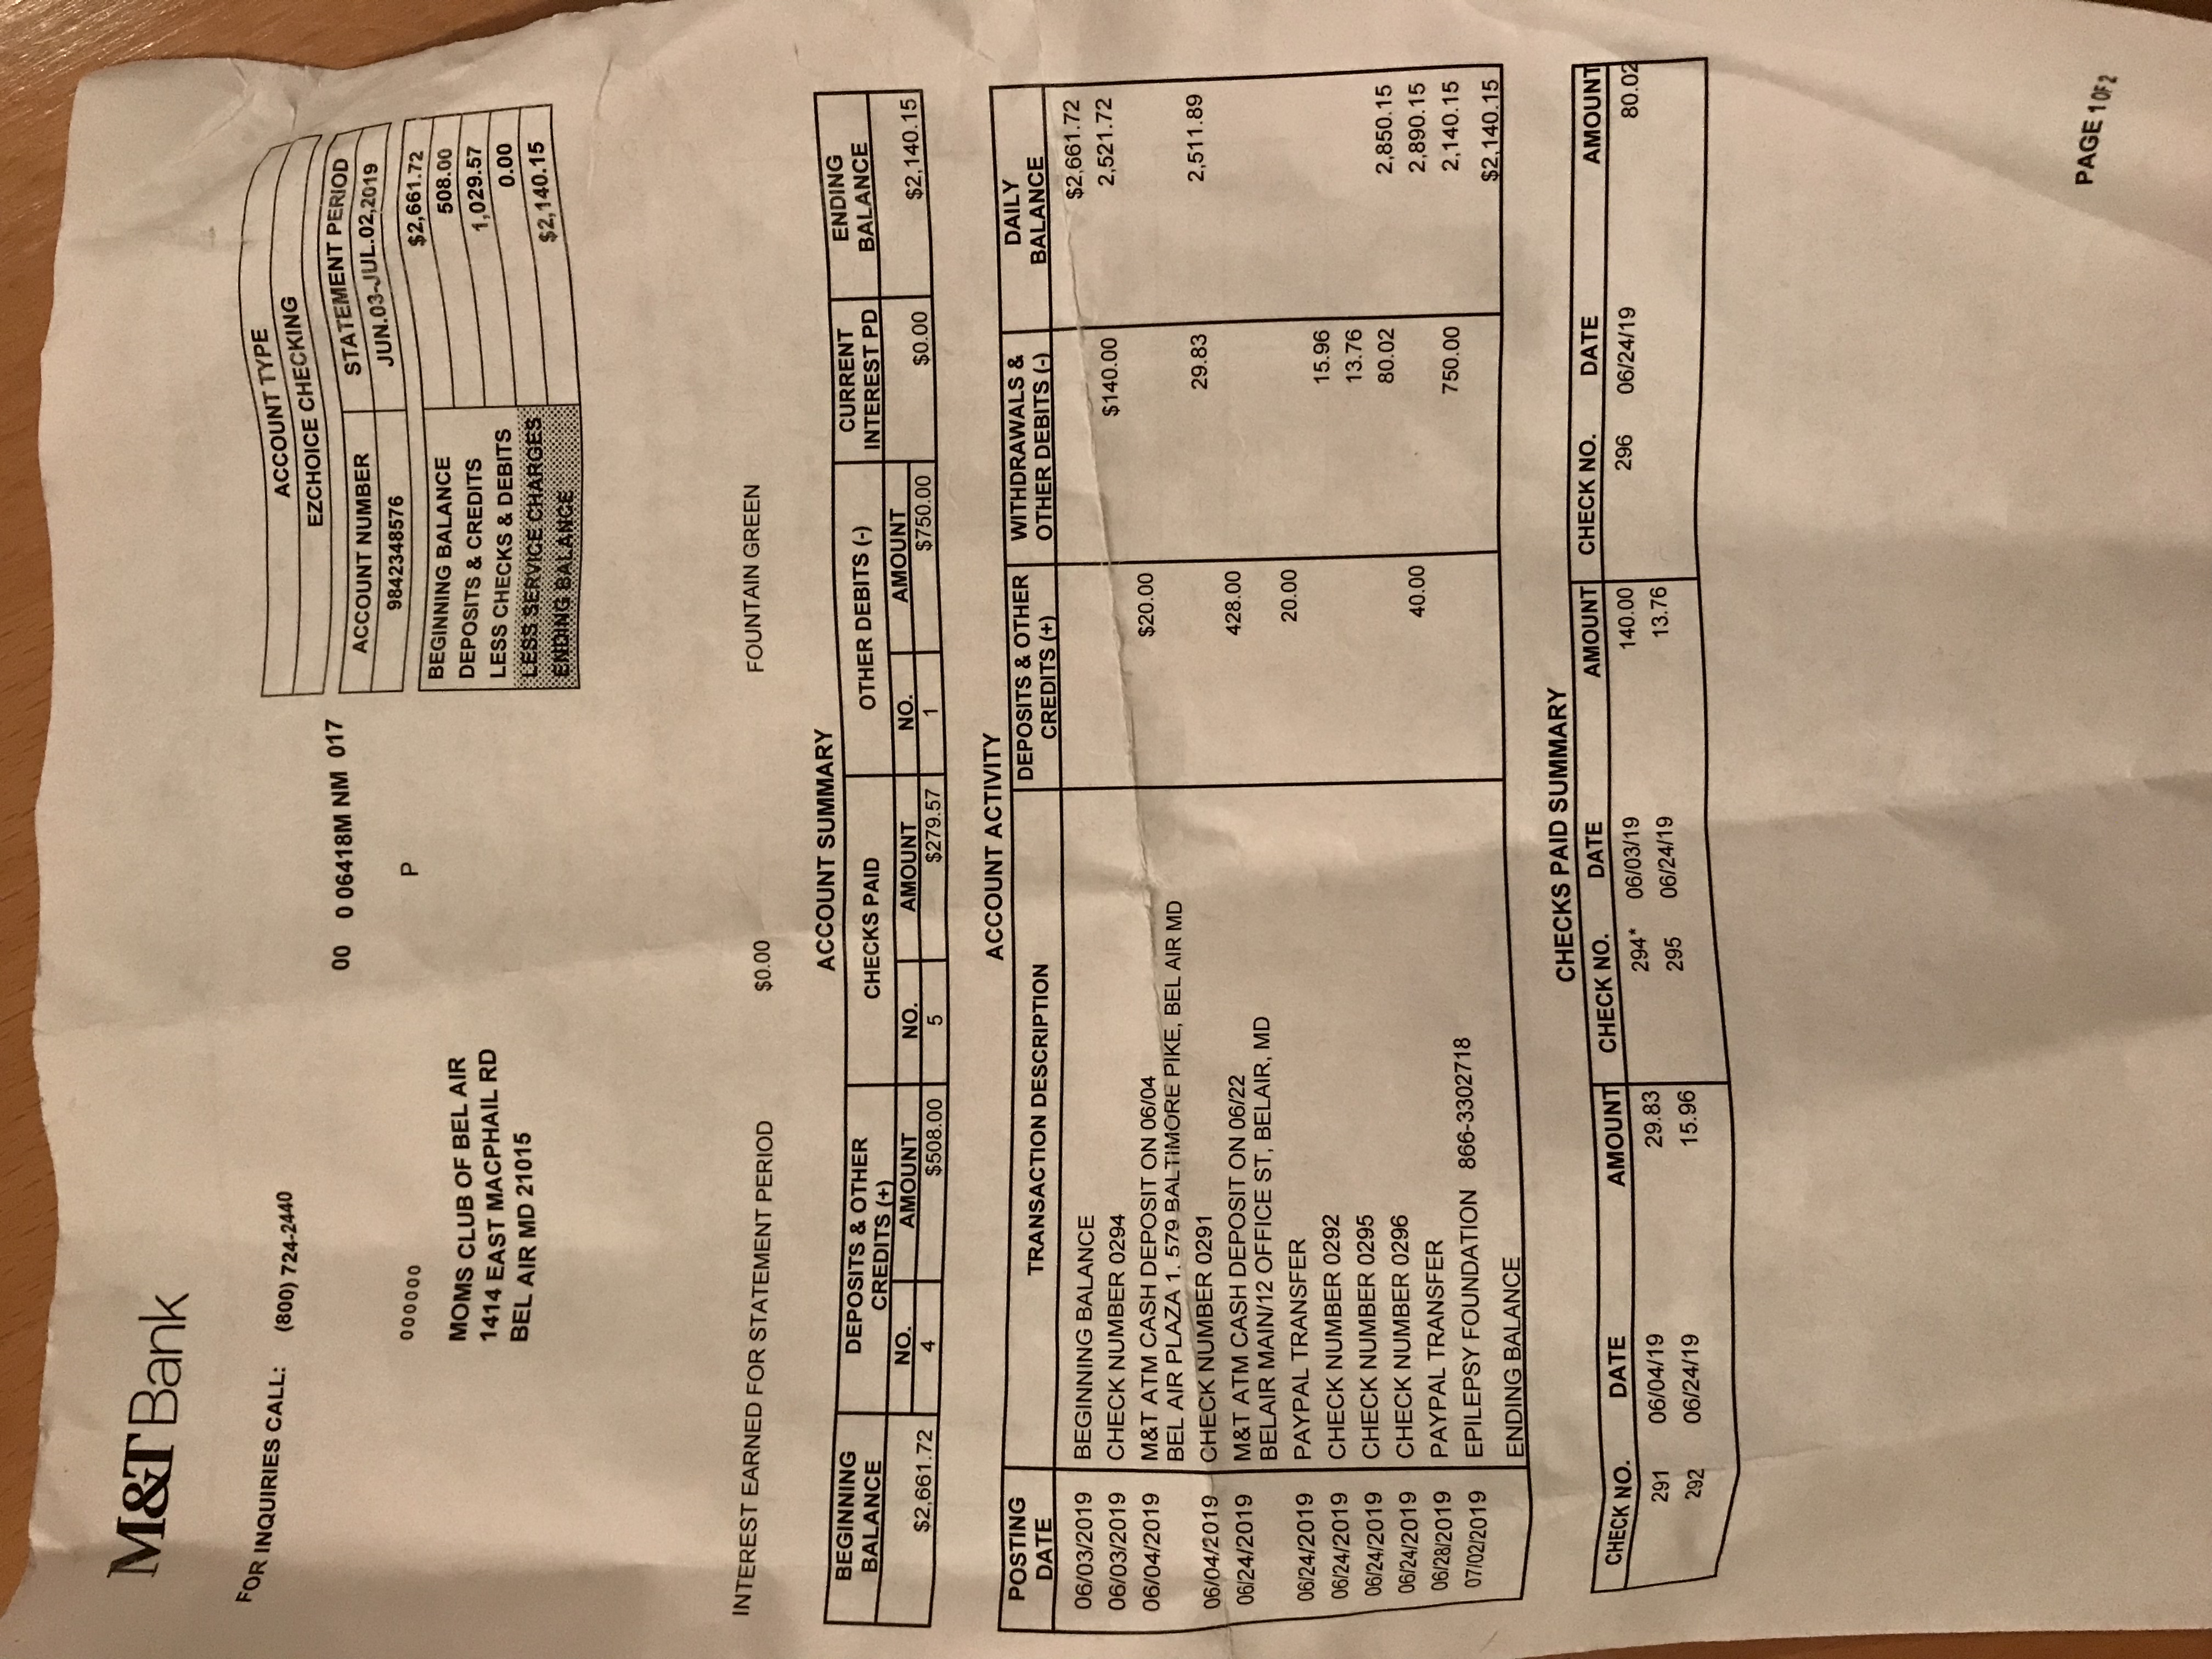 M&T Bank
FOR INQUIRIES CALL: (800) 724-2440
00 0 06418M NM 017
000000
P
MOMS CLUB OF BEL AIR
1414 EAST MACPHAIL RD
BEL AIR MD 21015
ACCOUNT TYPE
EZCHOICE CHECKING
ACCOUNT NUMBER STATEMENT PERIOD
9842348576 JUN.03-JUL.02,2019
BEGINNING BALANCE $2,661.72
DEPOSITS & CREDITS 508.00
LESS CHECKS & DEBITS 1,029.57
LESS SERVICE CHARGES 0.00
ENDING BALANCE $2,140.15
INTEREST EARNED FOR STATEMENT PERIOD $0.00 FOUNTAIN GREEN
ACCOUNT SUMMARY
BEGINNING BALANCE DEPOSITS & OTHER CREDITS (+) CHECKS PAID OTHER DEBITS (-) CURRENT INTEREST PD ENDING BALANCE
NO. AMOUNT NO. AMOUNT NO. AMOUNT
$2,661.72 4 $508.00 5 $279.57 1 $750.00 $0.00 $2,140.15
ACCOUNT ACTIVITY
POSTING DATE TRANSACTION DESCRIPTION DEPOSITS & OTHER CREDITS (+) WITHDRAWALS & OTHER DEBITS (-) DAILY BALANCE
06/03/2019 BEGINNING BALANCE $2,661.72
06/03/2019 CHECK NUMBER 0294 $140.00 2,521.72
06/04/2019 M&T ATM CASH DEPOSIT ON 06/04 $20.00
BEL AIR PLAZA 1. 579 BALTIMORE PIKE, BEL AIR MD
06/04/2019 CHECK NUMBER 0291 29.83 2,511.89
06/24/2019 M&T ATM CASH DEPOSIT ON 06/22 428.00
BELAIR MAIN/12 OFFICE ST, BELAIR, MD
06/24/2019 PAYPAL TRANSFER 20.00
06/24/2019 CHECK NUMBER 0292 15.96
06/24/2019 CHECK NUMBER 0295 13.76
06/24/2019 CHECK NUMBER 0296 80.02 2,850.15
06/28/2019 PAYPAL TRANSFER 40.00 2,890.15
07/02/2019 EPILEPSY FOUNDATION 866-3302718 750.00 2,140.15
ENDING BALANCE $2,140.15
CHECKS PAID SUMMARY
CHECK NO. DATE AMOUNT CHECK NO. DATE AMOUNT CHECK NO. DATE AMOUNT
291 06/04/19 29.83 294* 06/03/19 140.00 296 06/24/19 80.02
292 06/24/19 15.96 295 06/24/19 13.76
PAGE 1 OF 2